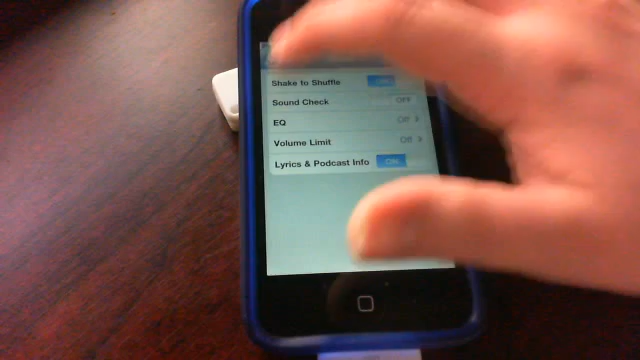 Shake to Shuffle ON
Sound Check OFF
EQ Off
Volume Limit Off
Lyrics & Podcast Info ON